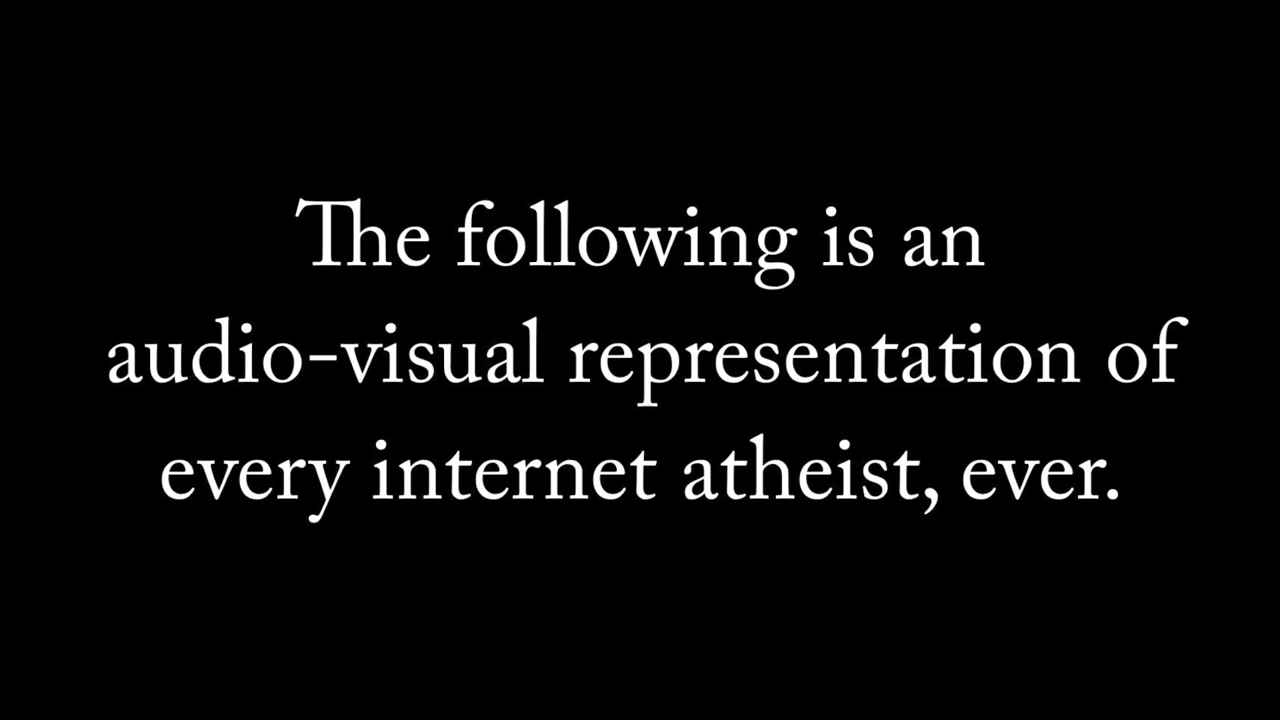 The following is an
audio-visual representation of
every internet atheist, ever.